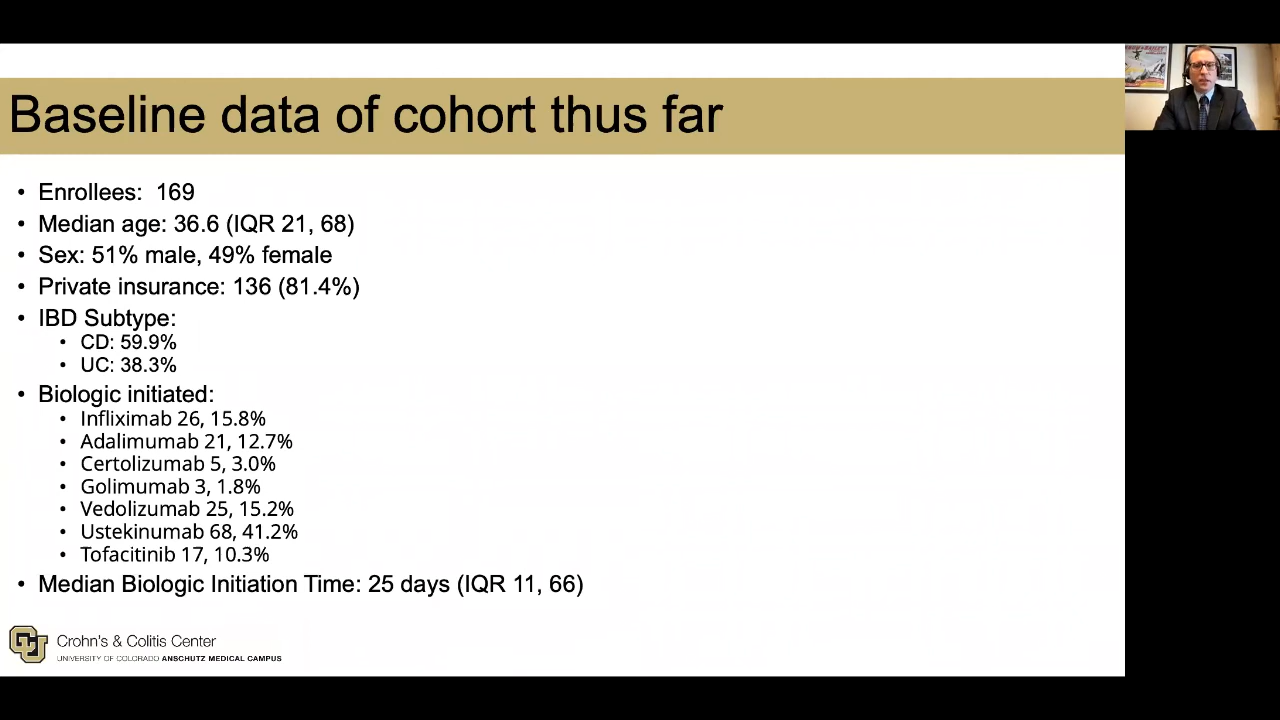 Baseline data of cohort thus far
• Enrollees: 169
• Median age: 36.6 (IQR 21, 68)
• Sex: 51% male, 49% female
• Private insurance: 136 (81.4%)
• IBD Subtype:
• CD: 59.9%
• UC: 38.3%
• Biologic initiated:
• Infliximab 26, 15.8%
• Adalimumab 21, 12.7%
• Certolizumab 5, 3.0%
• Golimumab 3, 1.8%
• Vedolizumab 25, 15.2%
• Ustekinumab 68, 41.2%
• Tofacitinib 17, 10.3%
• Median Biologic Initiation Time: 25 days (IQR 11, 66)
CU
Crohn's & Colitis Center
UNIVERSITY OF COLORADO ANSCHUTZ MEDICAL CAMPUS